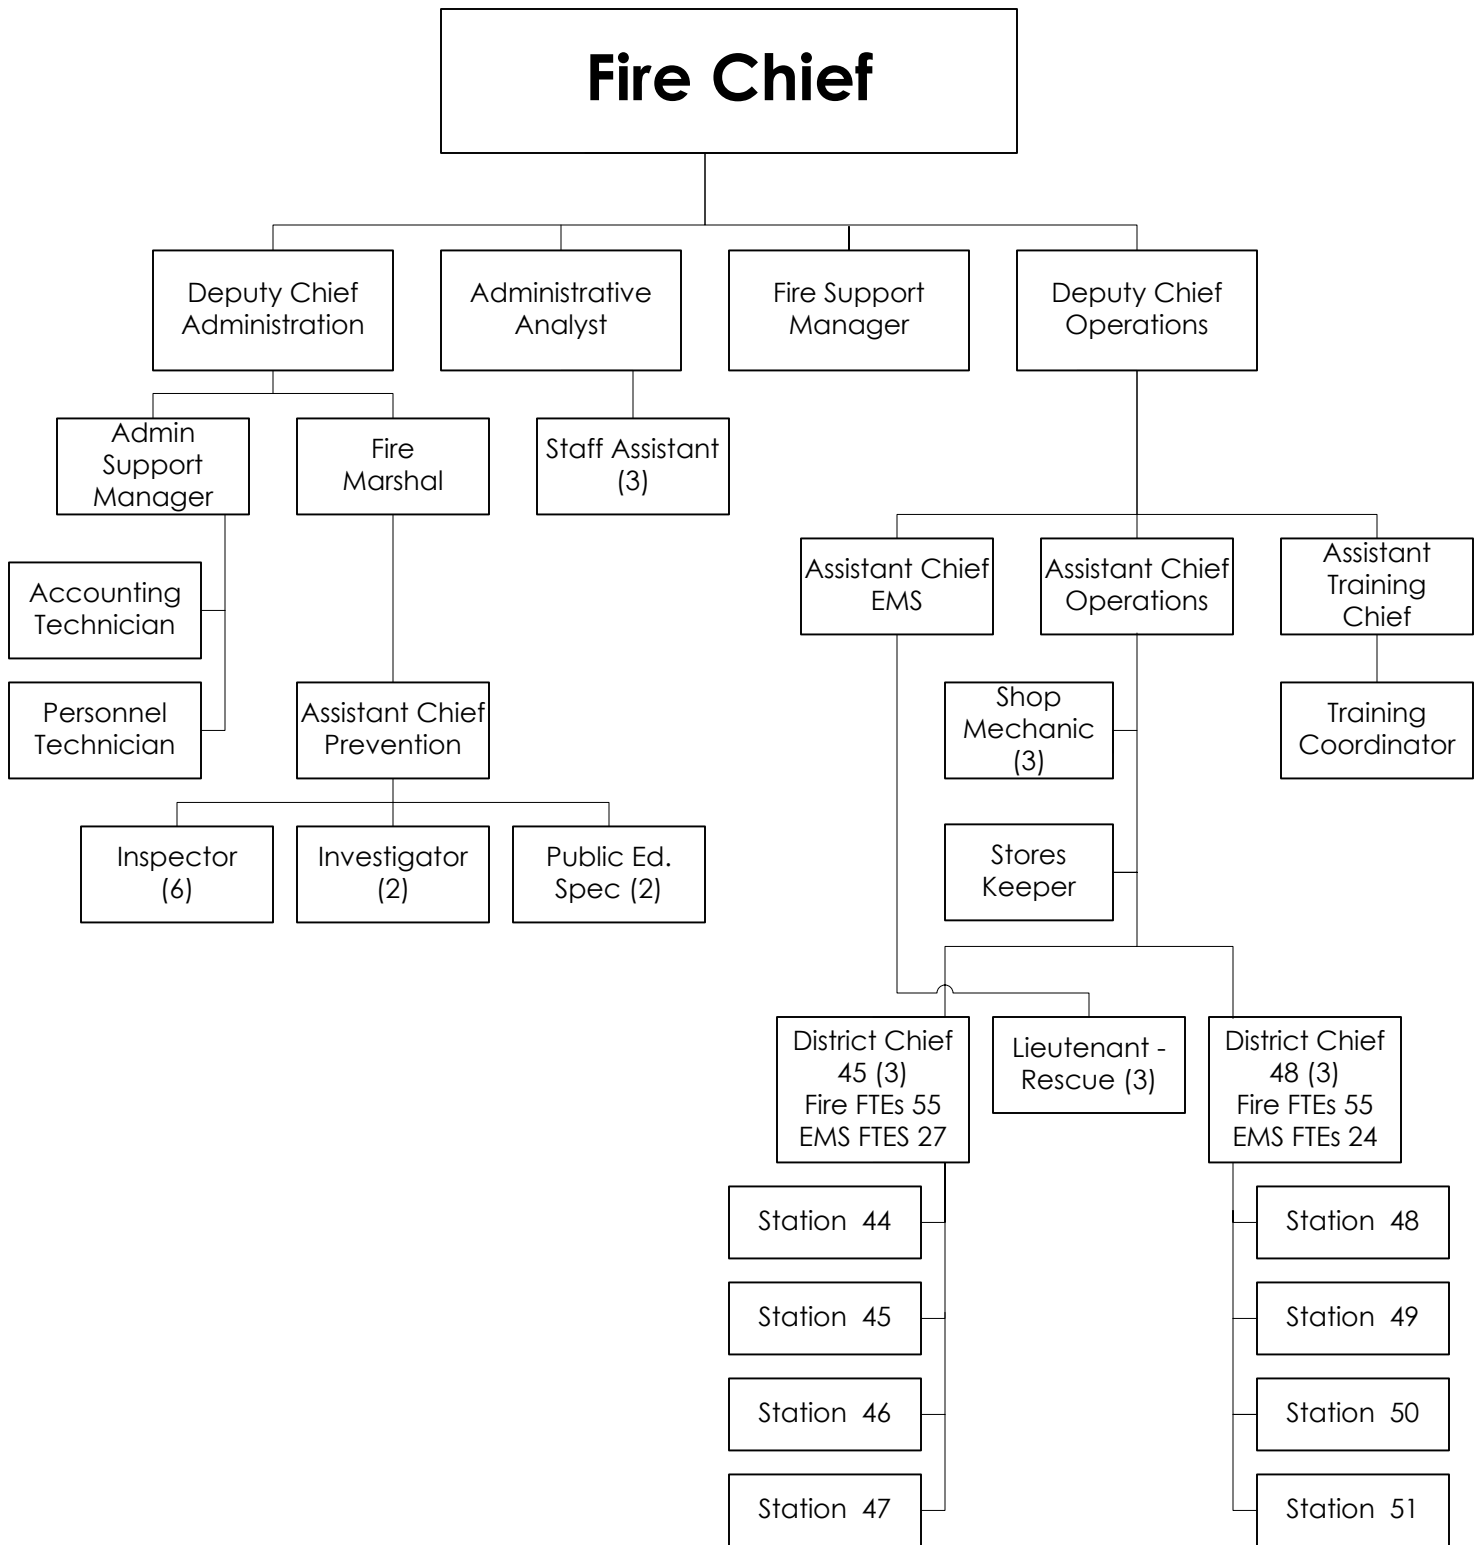 Fire Chief
Deputy Chief
Administration
Administrative
Analyst
Fire Support
Manager
Deputy Chief
Operations
Admin
Support
Manager
Fire
Marshal
Staff Assistant
(3)
Accounting
Technician
Personnel
Technician
Assistant Chief
Prevention
Inspector
(6)
Investigator
(2)
Public Ed.
Spec (2)
Assistant Chief
EMS
Assistant Chief
Operations
Assistant
Training
Chief
Shop
Mechanic
(3)
Training
Coordinator
Stores
Keeper
District Chief
45 (3)
Fire FTEs 55
EMS FTES 27
Lieutenant -
Rescue (3)
District Chief
48 (3)
Fire FTEs 55
EMS FTEs 24
Station 44
Station 45
Station 46
Station 47
Station 48
Station 49
Station 50
Station 51